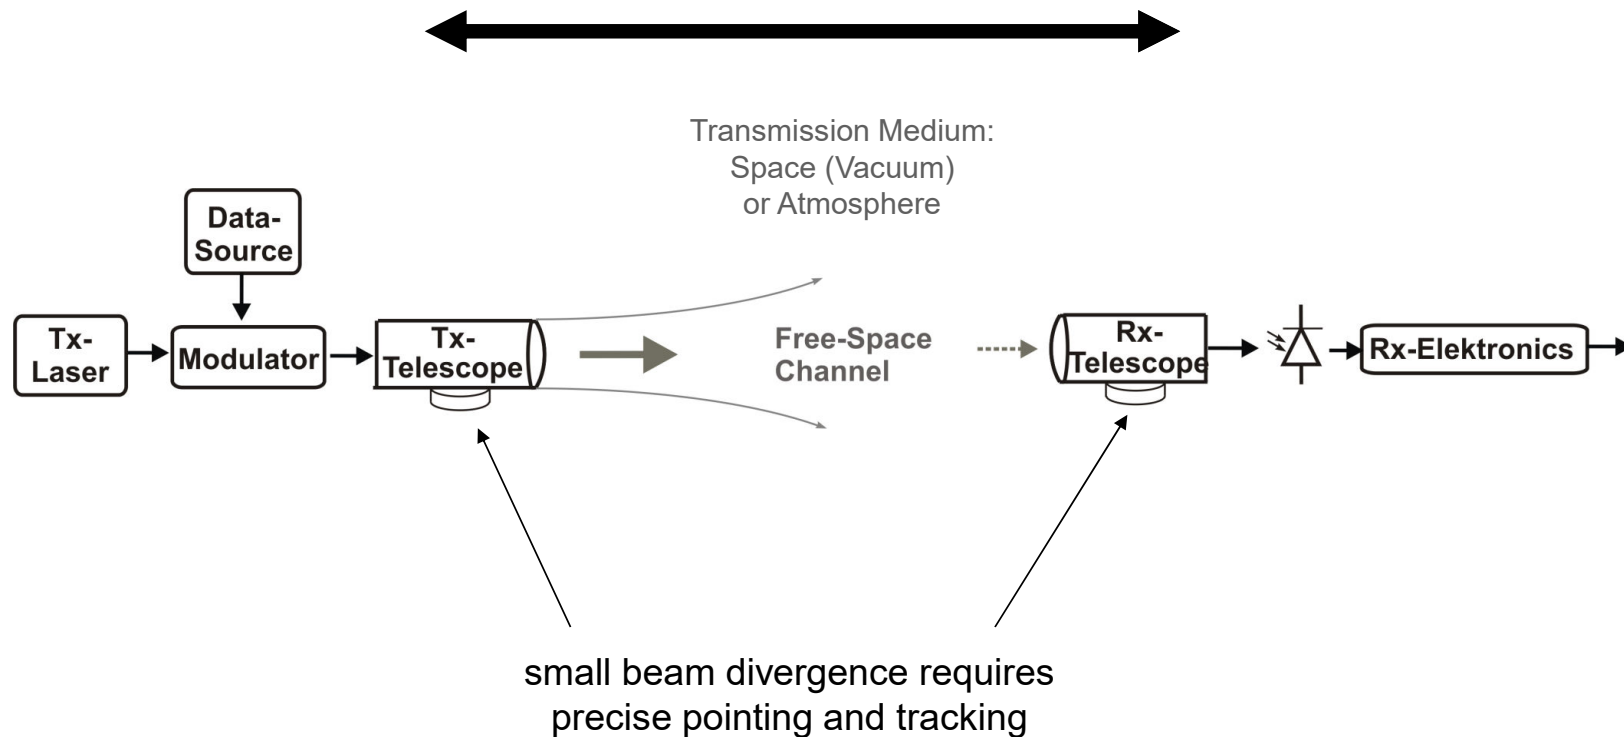 Transmission Medium:
Space (Vacuum)
or Atmosphere
Data-
Source
Tx-
Laser
Modulator
Tx-
Telescope
Free-Space
Channel
Rx-
Telescope
Rx-Elektronics
small beam divergence requires
precise pointing and tracking